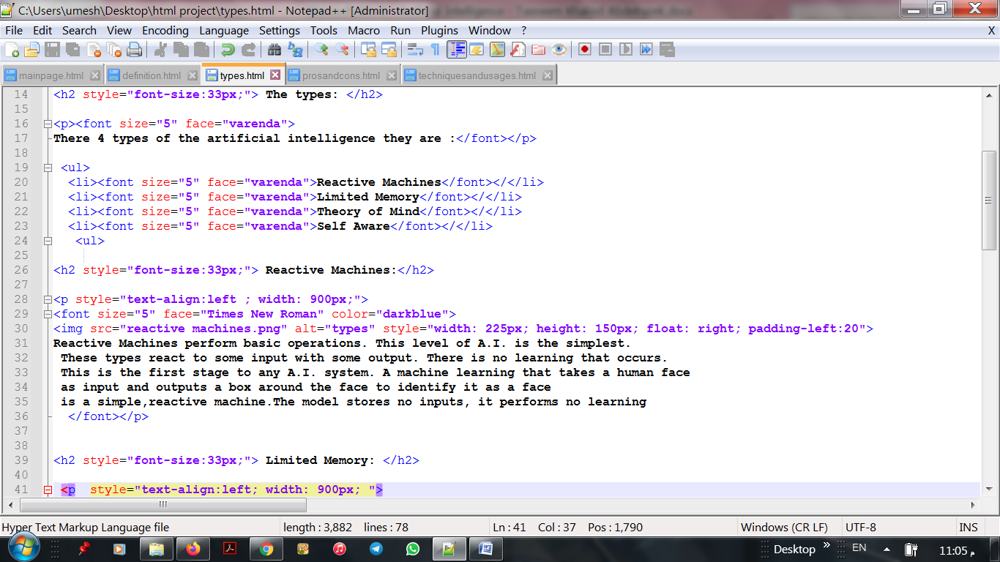 C:\Users\umesh\Desktop\html project\types.html - Notepad++ [Administrator]
File Edit Search View Encoding Language Settings Tools Macro Run Plugins Window ? X
mainpage.html definition.html types.html prosandcons.html techniquesandusages.html
14 <h2 style="font-size:33px;"> The types: </h2>
15
16 <p><font size="5" face="varenda">
17 There 4 types of the artificial intelligence they are :</font></p>
18
19 <ul>
20 <li><font size="5" face="varenda">Reactive Machines</font></</li>
21 <li><font size="5" face="varenda">Limited Memory</font></</li>
22 <li><font size="5" face="varenda">Theory of Mind</font></</li>
23 <li><font size="5" face="varenda">Self Aware</font></</li>
24 <ul>
25
26 <h2 style="font-size:33px;"> Reactive Machines:</h2>
27
28 <p style="text-align:left ; width: 900px;">
29 <font size="5" face="Times New Roman" color="darkblue">
30 <img src="reactive machines.png" alt="types" style="width: 225px; height: 150px; float: right; padding-left:20">
31 Reactive Machines perform basic operations. This level of A.I. is the simplest.
32 These types react to some input with some output. There is no learning that occurs.
33 This is the first stage to any A.I. system. A machine learning that takes a human face
34 as input and outputs a box around the face to identify it as a face
35 is a simple,reactive machine.The model stores no inputs, it performs no learning
36 </font></p>
37
38
39 <h2 style="font-size:33px;"> Limited Memory: </h2>
40
41 <p  style="text-align:left; width: 900px; ">
Hyper Text Markup Language file length : 3,882 lines : 78 Ln : 41 Col : 37 Pos : 1,790 Windows (CR LF) UTF-8 INS
Desktop » EN 11:05 م